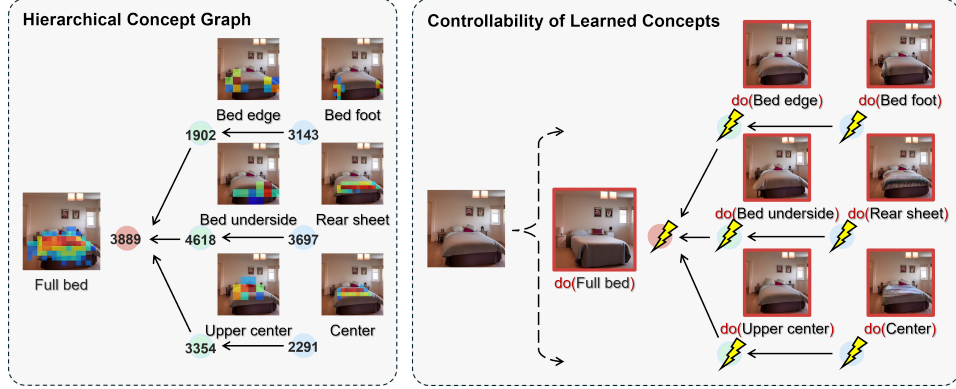 Hierarchical Concept Graph
Bed edge
Bed foot
1902
3143
Bed underside
Rear sheet
3889
4618
3697
Full bed
Upper center
Center
3354
2291
Controllability of Learned Concepts
do(Bed edge)
do(Bed foot)
do(Bed underside)
do(Rear sheet)
do(Full bed)
do(Upper center)
do(Center)